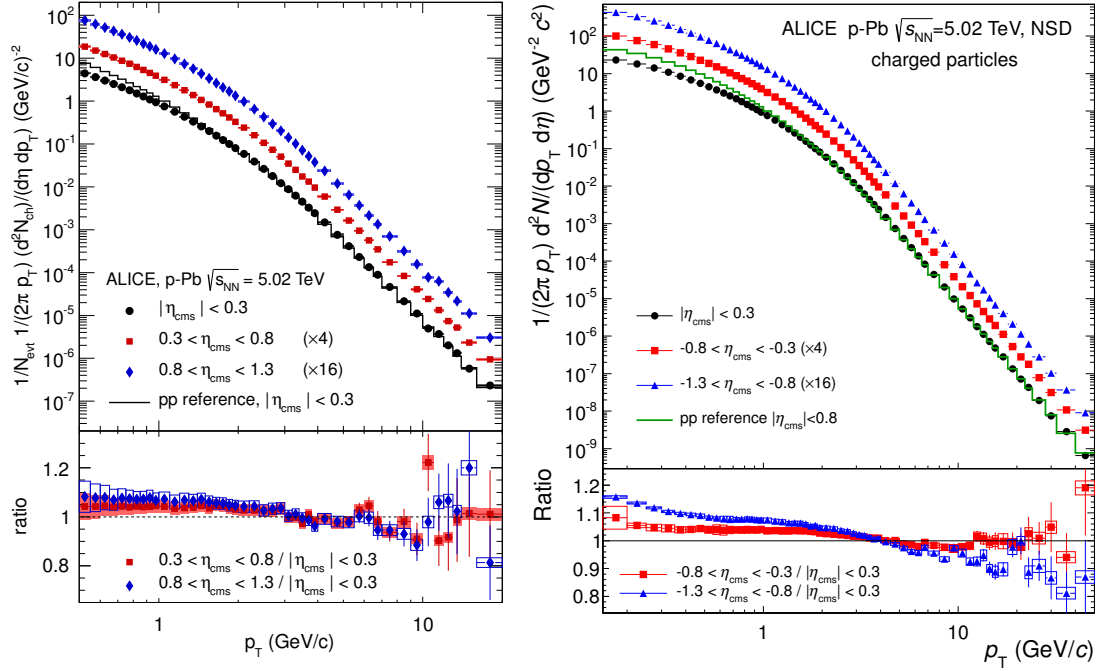 1/N_evt 1/(2π p_T) (d²N_ch)/(dη dp_T) (GeV/c)⁻²
10²
10
1
10⁻¹
10⁻²
10⁻³
10⁻⁴
10⁻⁵
10⁻⁶
10⁻⁷
ALICE, p-Pb √s_NN = 5.02 TeV
|η_cms| < 0.3
0.3 < η_cms < 0.8 (×4)
0.8 < η_cms < 1.3 (×16)
pp reference, |η_cms| < 0.3
ratio
1.2
1
0.8
0.3 < η_cms < 0.8 / |η_cms| < 0.3
0.8 < η_cms < 1.3 / |η_cms| < 0.3
1 10
p_T (GeV/c)
1/(2π p_T) d²N/(dp_T dη) (GeV⁻² c²)
10²
10
1
10⁻¹
10⁻²
10⁻³
10⁻⁴
10⁻⁵
10⁻⁶
10⁻⁷
10⁻⁸
10⁻⁹
ALICE p-Pb √s_NN=5.02 TeV, NSD
charged particles
|η_cms| < 0.3
-0.8 < η_cms < -0.3 (×4)
-1.3 < η_cms < -0.8 (×16)
pp reference |η_cms|<0.8
Ratio
1.2
1.1
1
0.9
0.8
-0.8 < η_cms < -0.3 / |η_cms| < 0.3
-1.3 < η_cms < -0.8 / |η_cms| < 0.3
1 10
p_T (GeV/c)